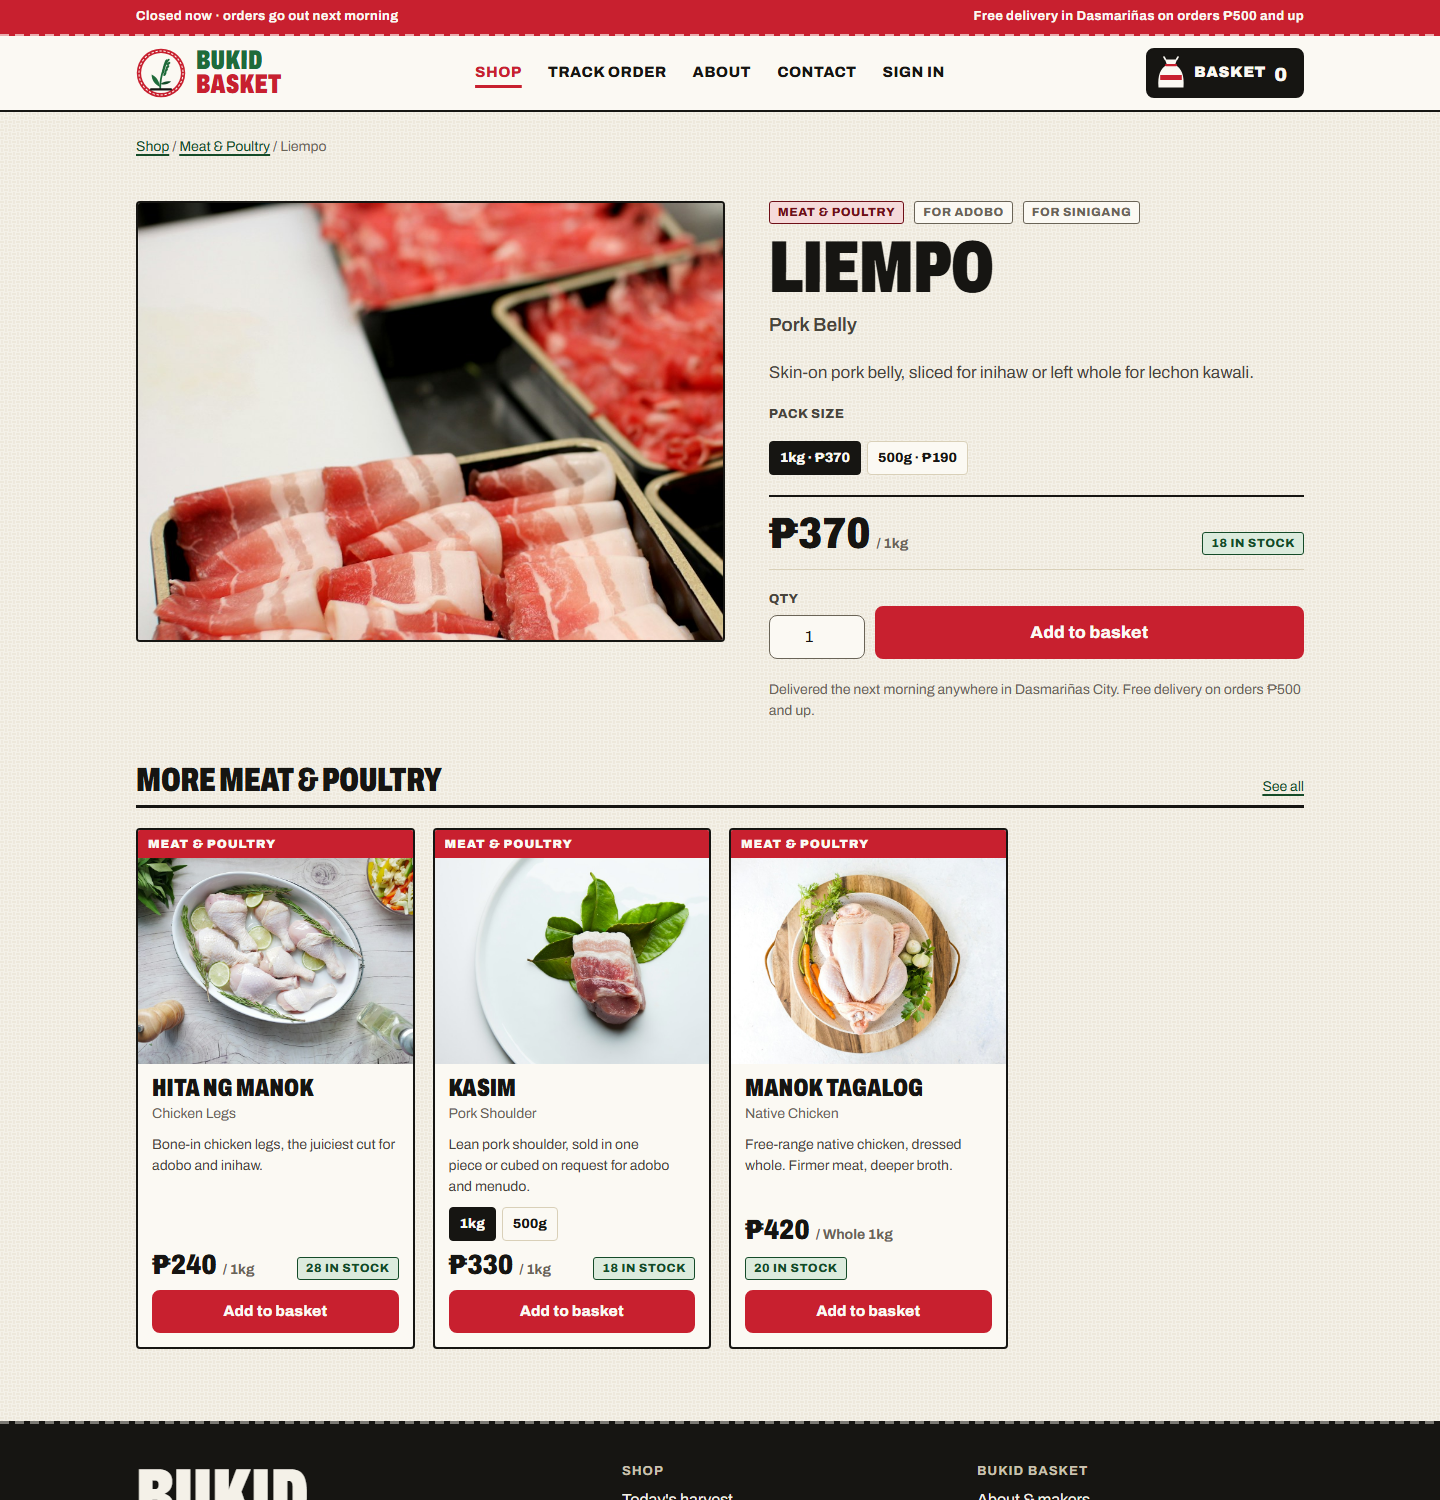 Closed now · orders go out next morning
Free delivery in Dasmariñas on orders ₱500 and up
BUKID
BASKET
SHOP
TRACK ORDER
ABOUT
CONTACT
SIGN IN
BASKET 0
Shop / Meat & Poultry / Liempo
MEAT & POULTRY
FOR ADOBO
FOR SINIGANG
LIEMPO
Pork Belly
Skin-on pork belly, sliced for inihaw or left whole for lechon kawali.
PACK SIZE
1kg · ₱370
500g · ₱190
₱370 / 1kg
18 IN STOCK
QTY
1
Add to basket
Delivered the next morning anywhere in Dasmariñas City. Free delivery on orders ₱500
and up.
MORE MEAT & POULTRY
See all
MEAT & POULTRY
HITA NG MANOK
Chicken Legs
Bone-in chicken legs, the juiciest cut for
adobo and inihaw.
₱240 / 1kg
28 IN STOCK
Add to basket
MEAT & POULTRY
KASIM
Pork Shoulder
Lean pork shoulder, sold in one
piece or cubed on request for adobo
and menudo.
1kg
500g
₱330 / 1kg
18 IN STOCK
Add to basket
MEAT & POULTRY
MANOK TAGALOG
Native Chicken
Free-range native chicken, dressed
whole. Firmer meat, deeper broth.
₱420 / Whole 1kg
20 IN STOCK
Add to basket
BUKID
SHOP
Today's harvest
BUKID BASKET
About & makers